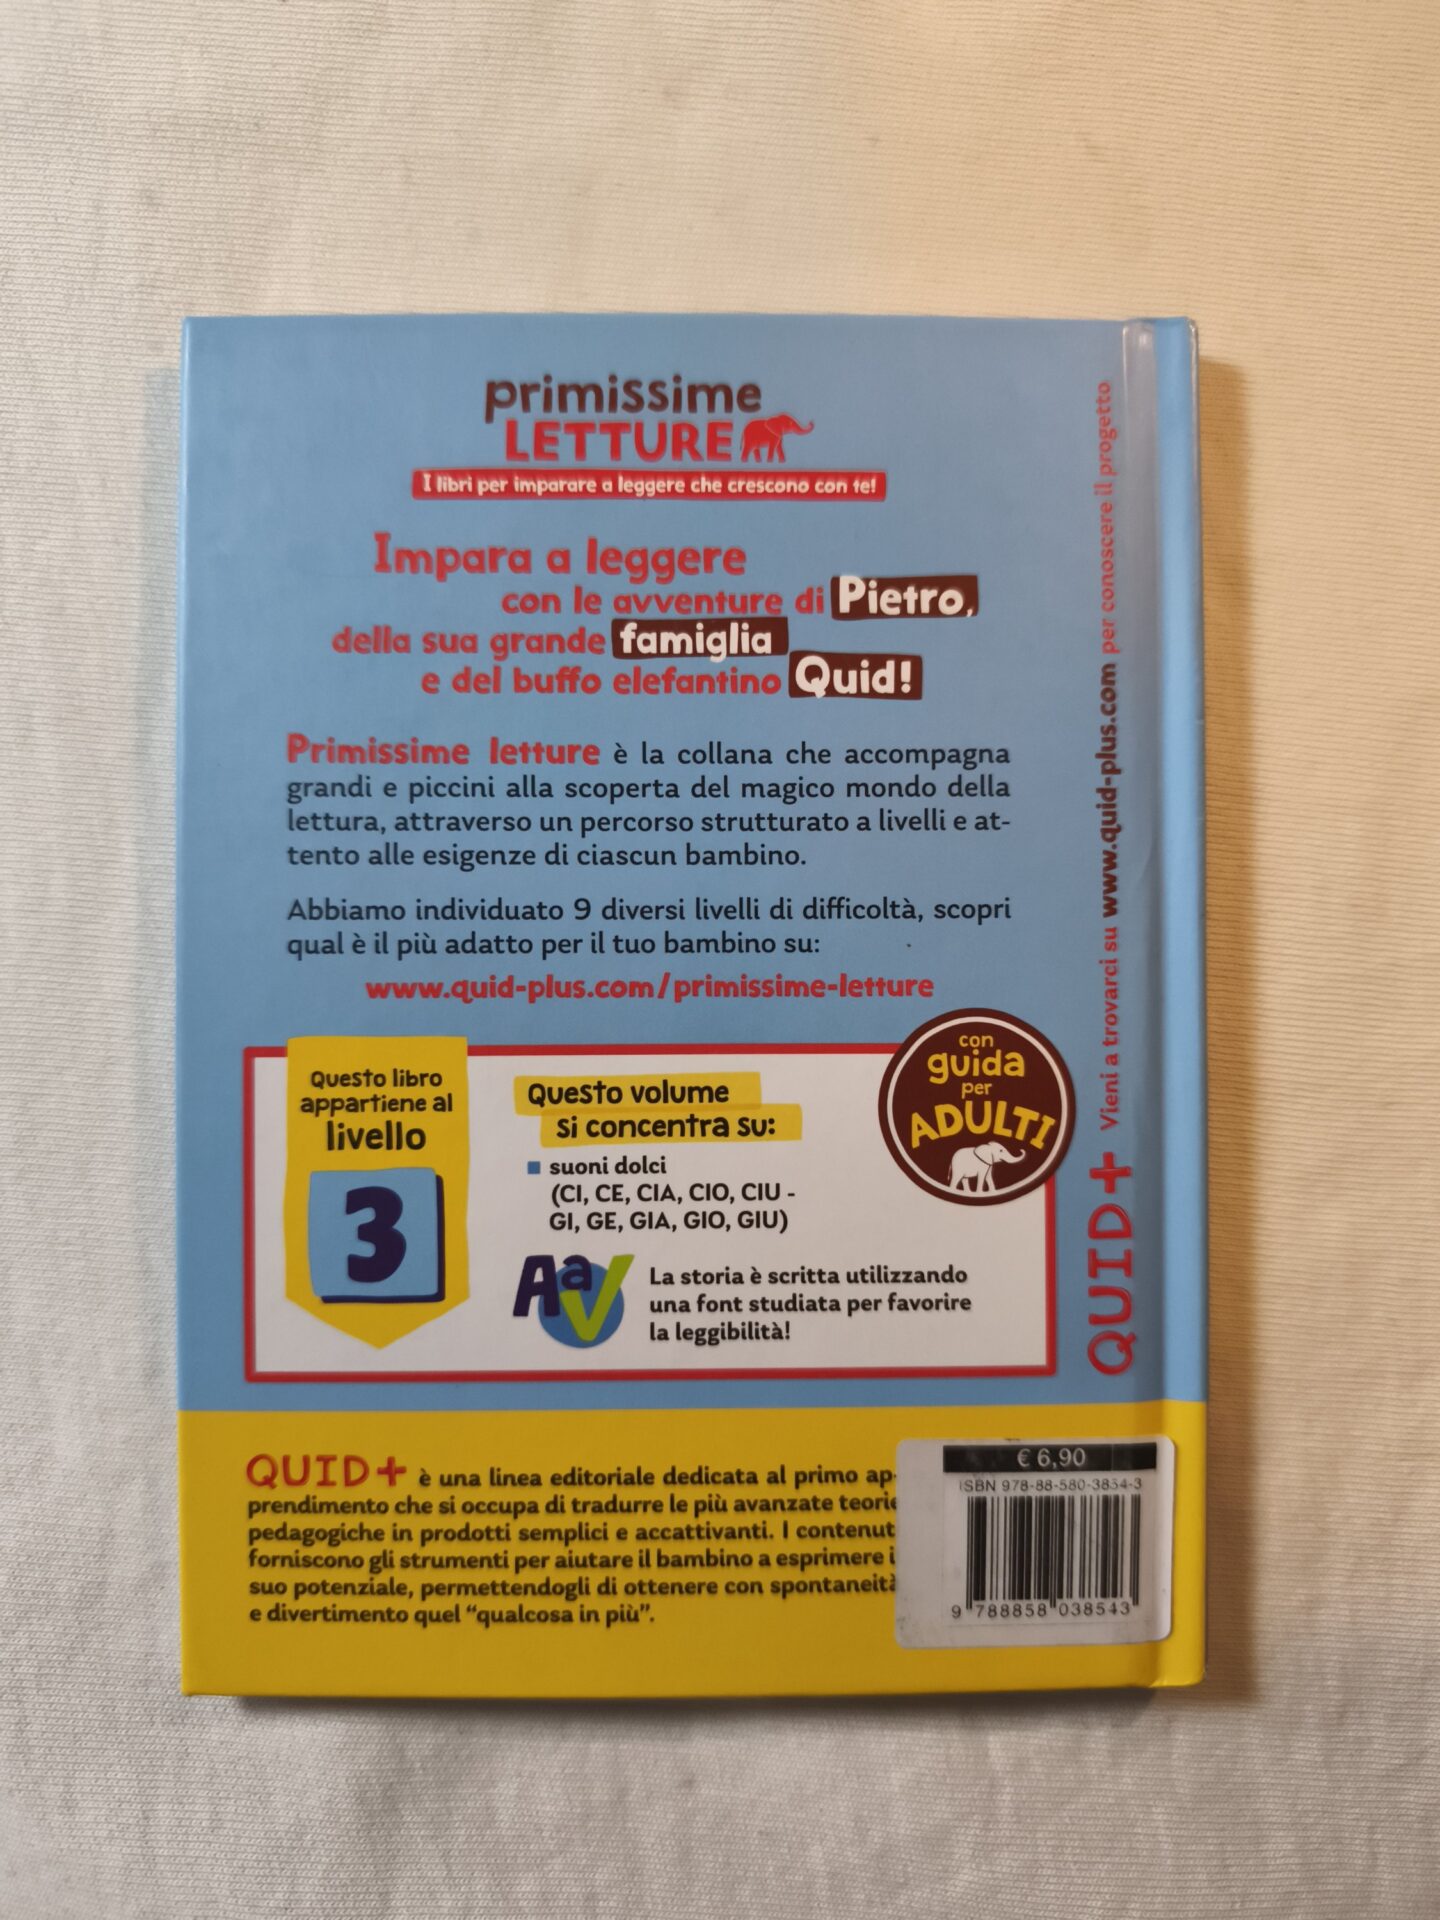 primissime
LETTURE
I libri per imparare a leggere che crescono con te!
Impara a leggere
con le avventure di Pietro,
della sua grande famiglia
e del buffo elefantino Quid!
Primissime letture è la collana che accompagna
grandi e piccini alla scoperta del magico mondo della
lettura, attraverso un percorso strutturato a livelli e at-
tento alle esigenze di ciascun bambino.
Abbiamo individuato 9 diversi livelli di difficoltà, scopri
qual è il più adatto per il tuo bambino su:
www.quid-plus.com/primissime-letture
Questo libro
appartiene al
livello
3
Questo volume
si concentra su:
suoni dolci
(CI, CE, CIA, CIO, CIU -
GI, GE, GIA, GIO, GIU)
con
guida
per
ADULTI
AaV
La storia è scritta utilizzando
una font studiata per favorire
la leggibilità!
QUID+ Vieni a trovarci su www.quid-plus.com per conoscere il progetto
QUID+ è una linea editoriale dedicata al primo ap-
prendimento che si occupa di tradurre le più avanzate teorie
pedagogiche in prodotti semplici e accattivanti. I contenut
forniscono gli strumenti per aiutare il bambino a esprimere i
suo potenziale, permettendogli di ottenere con spontaneità
e divertimento quel “qualcosa in più”.
€ 6,90
ISBN 978-88-580-3854-3
9 788858 038543